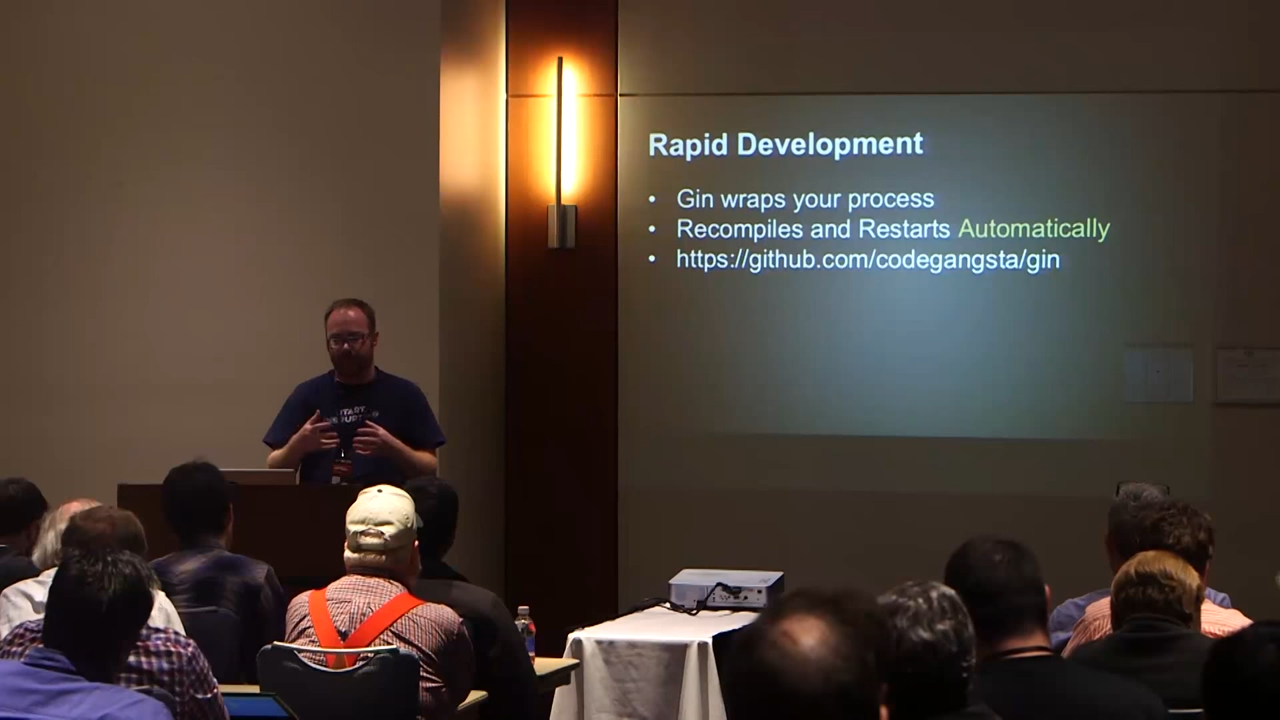 Rapid Development
• Gin wraps your process
• Recompiles and Restarts Automatically
• https://github.com/codegangsta/gin